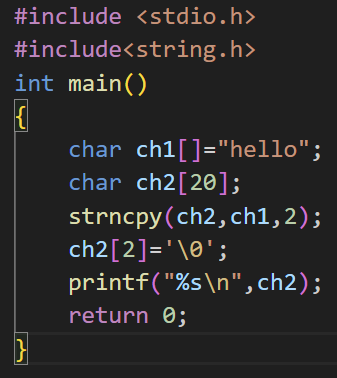 #include <stdio.h>
#include<string.h>
int main()
{
    char ch1[]="hello";
    char ch2[20];
    strncpy(ch2,ch1,2);
    ch2[2]='\0';
    printf("%s\n",ch2);
    return 0;
}